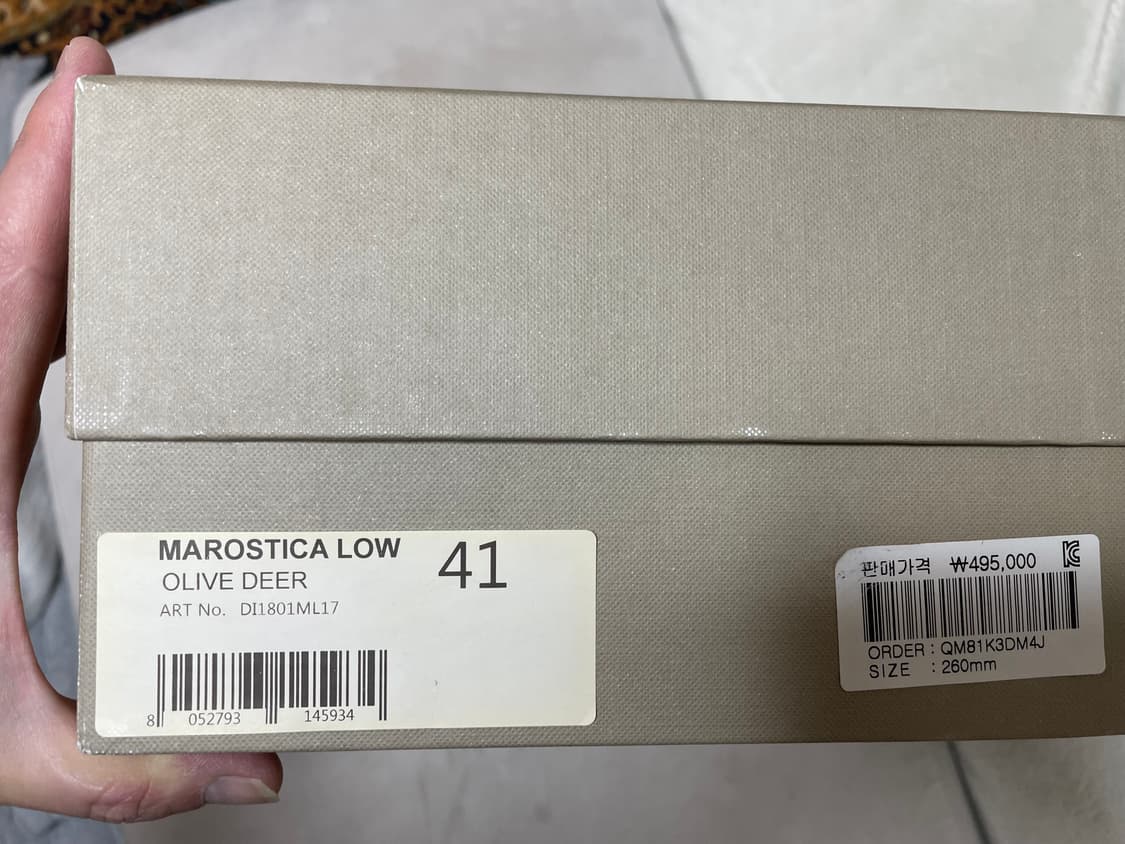 MAROSTICA LOW 41
OLIVE DEER
ART No. DI1801ML17
8 052793 145934
판매가격 ₩495,000
ORDER : QM81K3DM4J
SIZE : 260mm